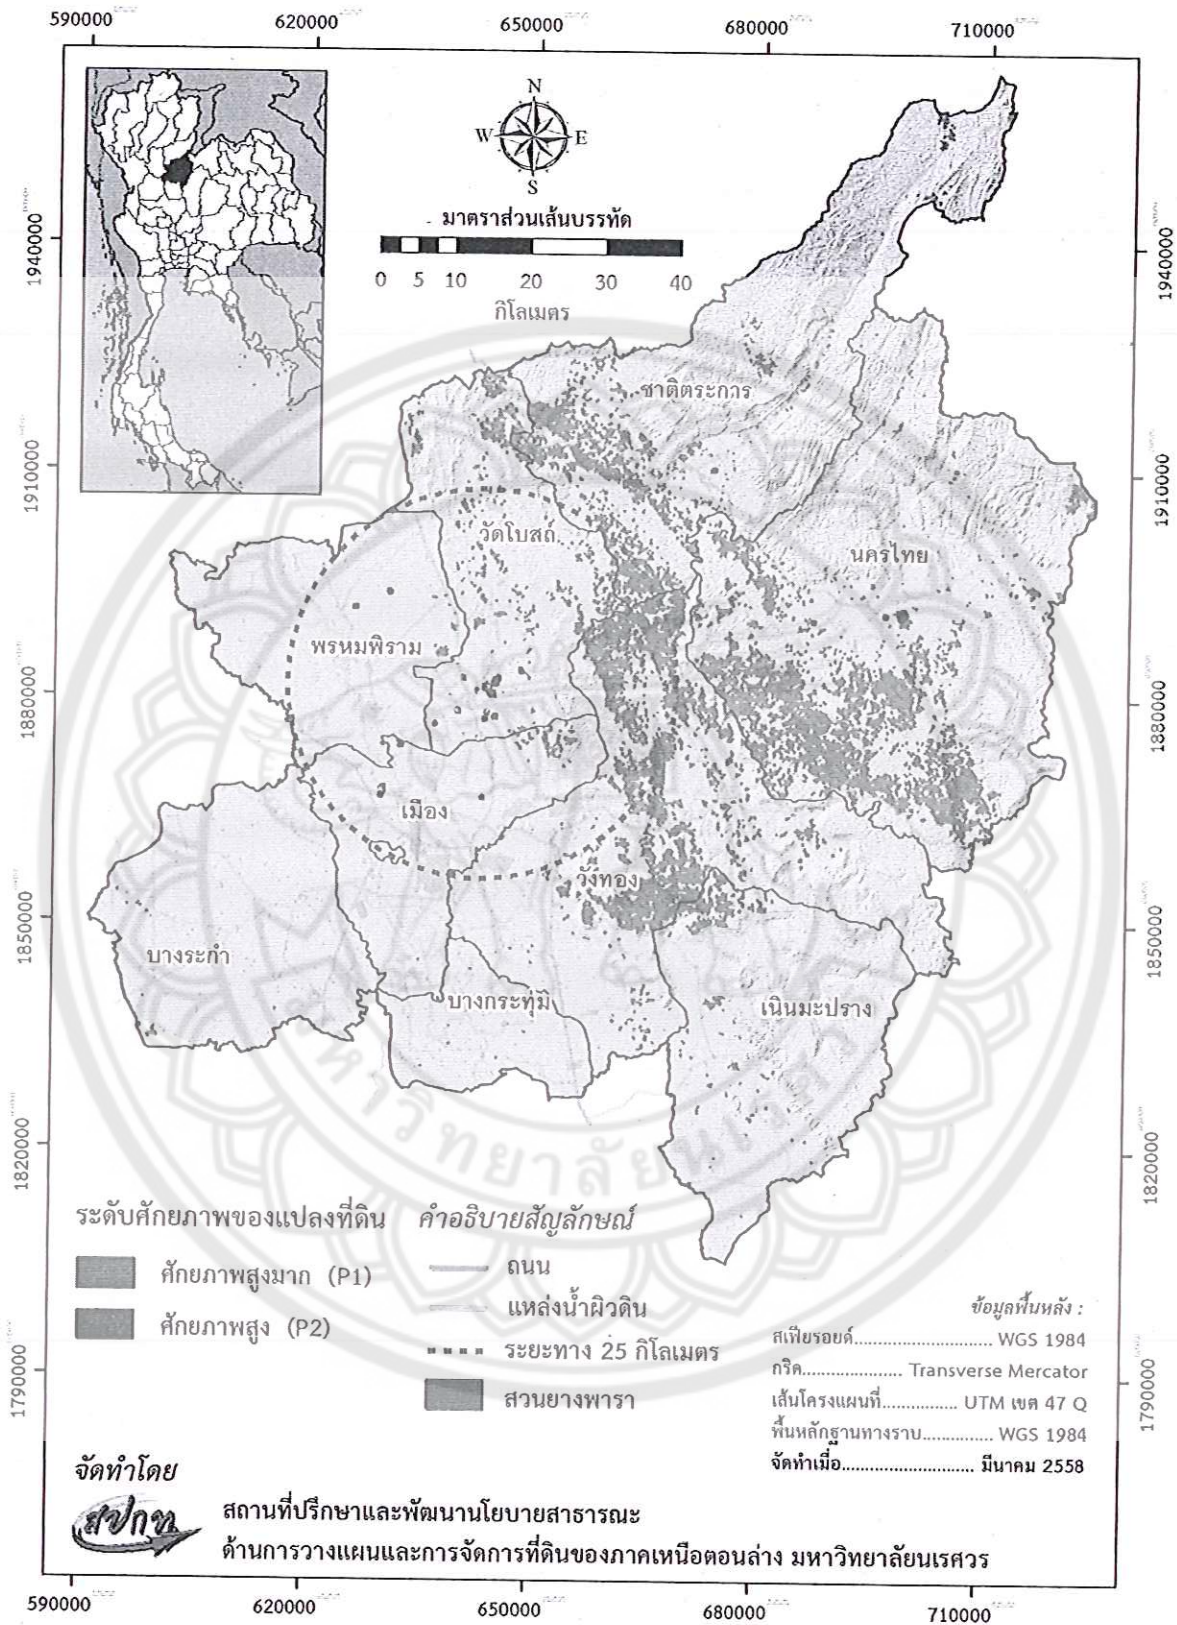 590000 620000 650000 680000 710000
N
W E
S
มาตราส่วนเส้นบรรทัด
0 5 10 20 30 40
กิโลเมตร
1940000 1940000
ชาติตระการ
1910000 1910000
วัดโบสถ์
นครไทย
พรหมพิราม
1880000 1880000
เมือง
วังทอง
1850000 1850000
บางระกำ
บางกระทุ่ม
เนินมะปราง
มหาวิทยาลัยนเรศวร
1820000 1820000
ระดับศักยภาพของแปลงที่ดิน
ศักยภาพสูงมาก (P1)
ศักยภาพสูง (P2)
คำอธิบายสัญลักษณ์
ถนน
แหล่งน้ำผิวดิน
ระยะทาง 25 กิโลเมตร
สวนยางพารา
ข้อมูลพื้นหลัง :
สเฟียรอยด์.................... WGS 1984
กริด.................. Transverse Mercator
เส้นโครงแผนที่............. UTM เขต 47 Q
พื้นหลักฐานทางราบ............. WGS 1984
จัดทำเมื่อ....................... มีนาคม 2558
1790000 1790000
จัดทำโดย
สปกท
สถานที่ปรึกษาและพัฒนานโยบายสาธารณะ
ด้านการวางแผนและการจัดการที่ดินของภาคเหนือตอนล่าง มหาวิทยาลัยนเรศวร
590000 620000 650000 680000 710000